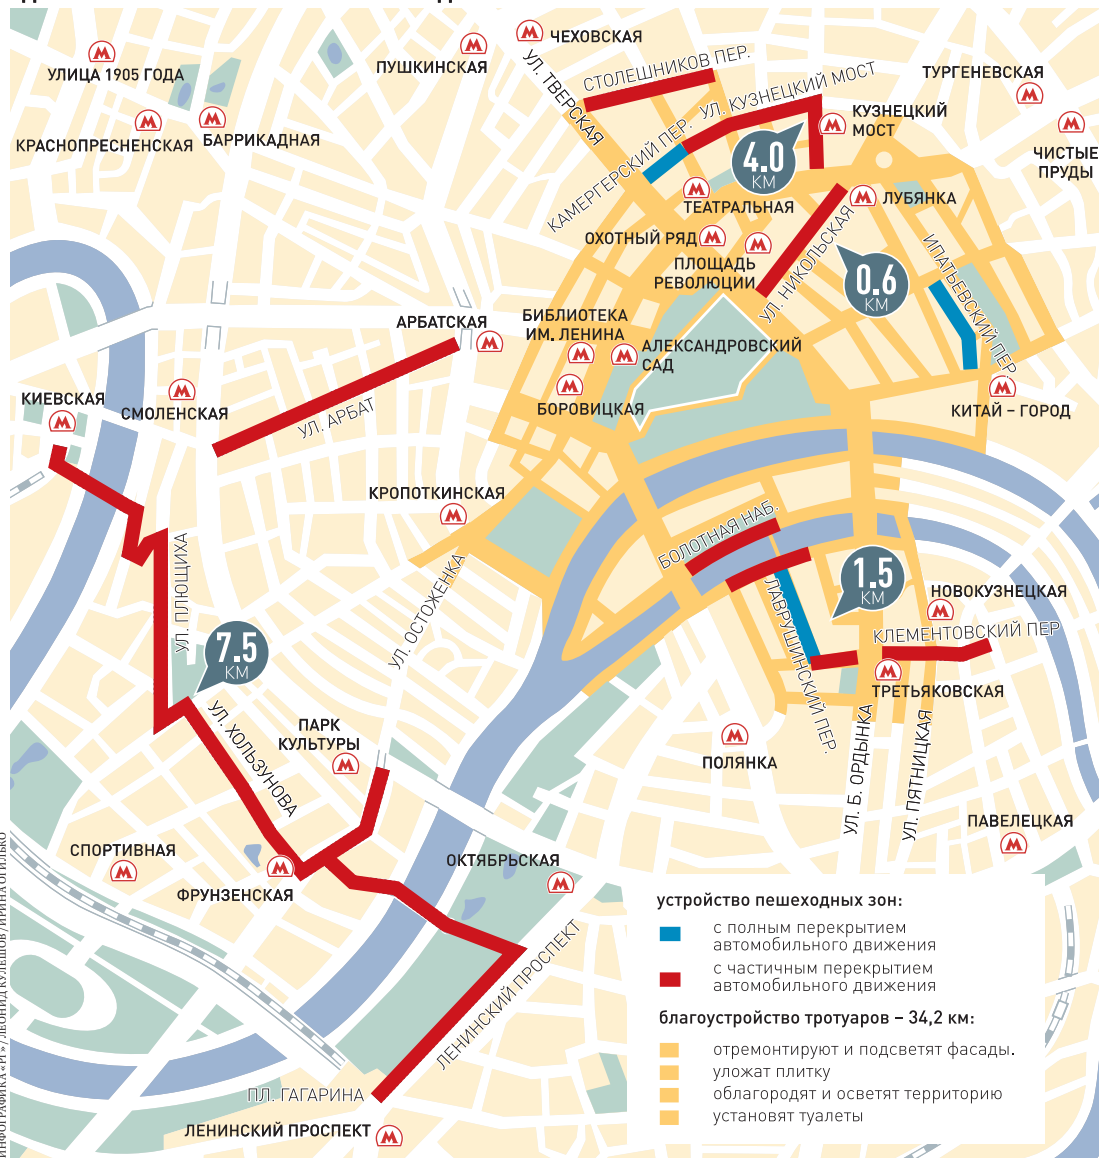 ЧЕХОВСКАЯ
ПУШКИНСКАЯ
УЛИЦА 1905 ГОДА
КРАСНОПРЕСНЕНСКАЯ
БАРРИКАДНАЯ
УЛ. ТВЕРСКАЯ
СТОЛЕШНИКОВ ПЕР.
УЛ. КУЗНЕЦКИЙ МОСТ
ТУРГЕНЕВСКАЯ
КУЗНЕЦКИЙ
МОСТ
ЧИСТЫЕ
ПРУДЫ
КАМЕРГЕРСКИЙ ПЕР.
4.0
КМ
ТЕАТРАЛЬНАЯ
ЛУБЯНКА
ОХОТНЫЙ РЯД
ПЛОЩАДЬ
РЕВОЛЮЦИИ
УЛ. НИКОЛЬСКАЯ
0.6
КМ
ИПАТЬЕВСКИЙ ПЕР.
АРБАТСКАЯ
БИБЛИОТЕКА
ИМ. ЛЕНИНА
АЛЕКСАНДРОВСКИЙ
САД
БОРОВИЦКАЯ
КИТАЙ – ГОРОД
КИЕВСКАЯ
СМОЛЕНСКАЯ
УЛ. АРБАТ
КРОПОТКИНСКАЯ
БОЛОТНАЯ НАБ.
УЛ. ПЛЮЩИХА
УЛ. ОСТОЖЕНКА
1.5
КМ
НОВОКУЗНЕЦКАЯ
КЛЕМЕНТОВСКИЙ ПЕР
ЛАВРУШИНСКИЙ ПЕР.
ТРЕТЬЯКОВСКАЯ
7.5
КМ
УЛ. ХОЛЬЗУНОВА
ПАРК
КУЛЬТУРЫ
ПОЛЯНКА
УЛ. Б. ОРДЫНКА
УЛ. ПЯТНИЦКАЯ
ПАВЕЛЕЦКАЯ
СПОРТИВНАЯ
ФРУНЗЕНСКАЯ
ОКТЯБРЬСКАЯ
ЛЕНИНСКИЙ ПРОСПЕКТ
ПЛ. ГАГАРИНА
ЛЕНИНСКИЙ ПРОСПЕКТ
устройство пешеходных зон:
с полным перекрытием
автомобильного движения
с частичным перекрытием
автомобильного движения
благоустройство тротуаров – 34,2 км:
отремонтируют и подсветят фасады.
уложат плитку
облагородят и осветят территорию
установят туалеты
ИНФОГРАФИКА «РГ» / ЛЕОНИД КУЛЕШОВ / ИРИНА ОГИЛЬКО